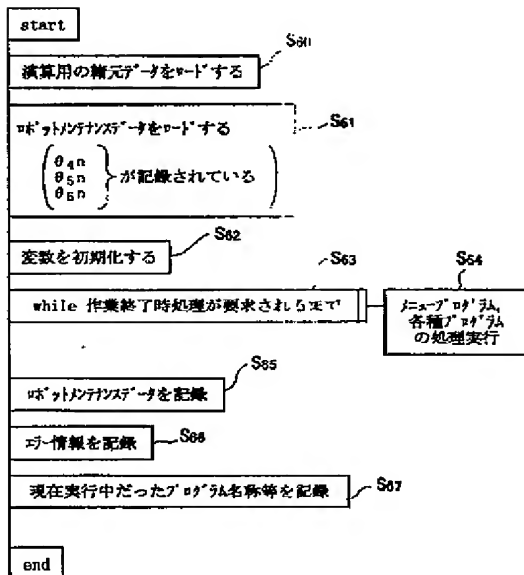 start
S60
演算用の諸元データをロードする
S61
ロボットメンテナンスデータをロードする
θ4n
θ5n
θ6n
が記録されている
S62
変数を初期化する
S63
while 作業終了時処理が要求されるまで
S64
メニュープログラム,
各種プログラム
の処理実行
S65
ロボットメンテナンスデータを記録
S66
エラー情報を記録
S67
現在実行中だったプログラム名称等を記録
end